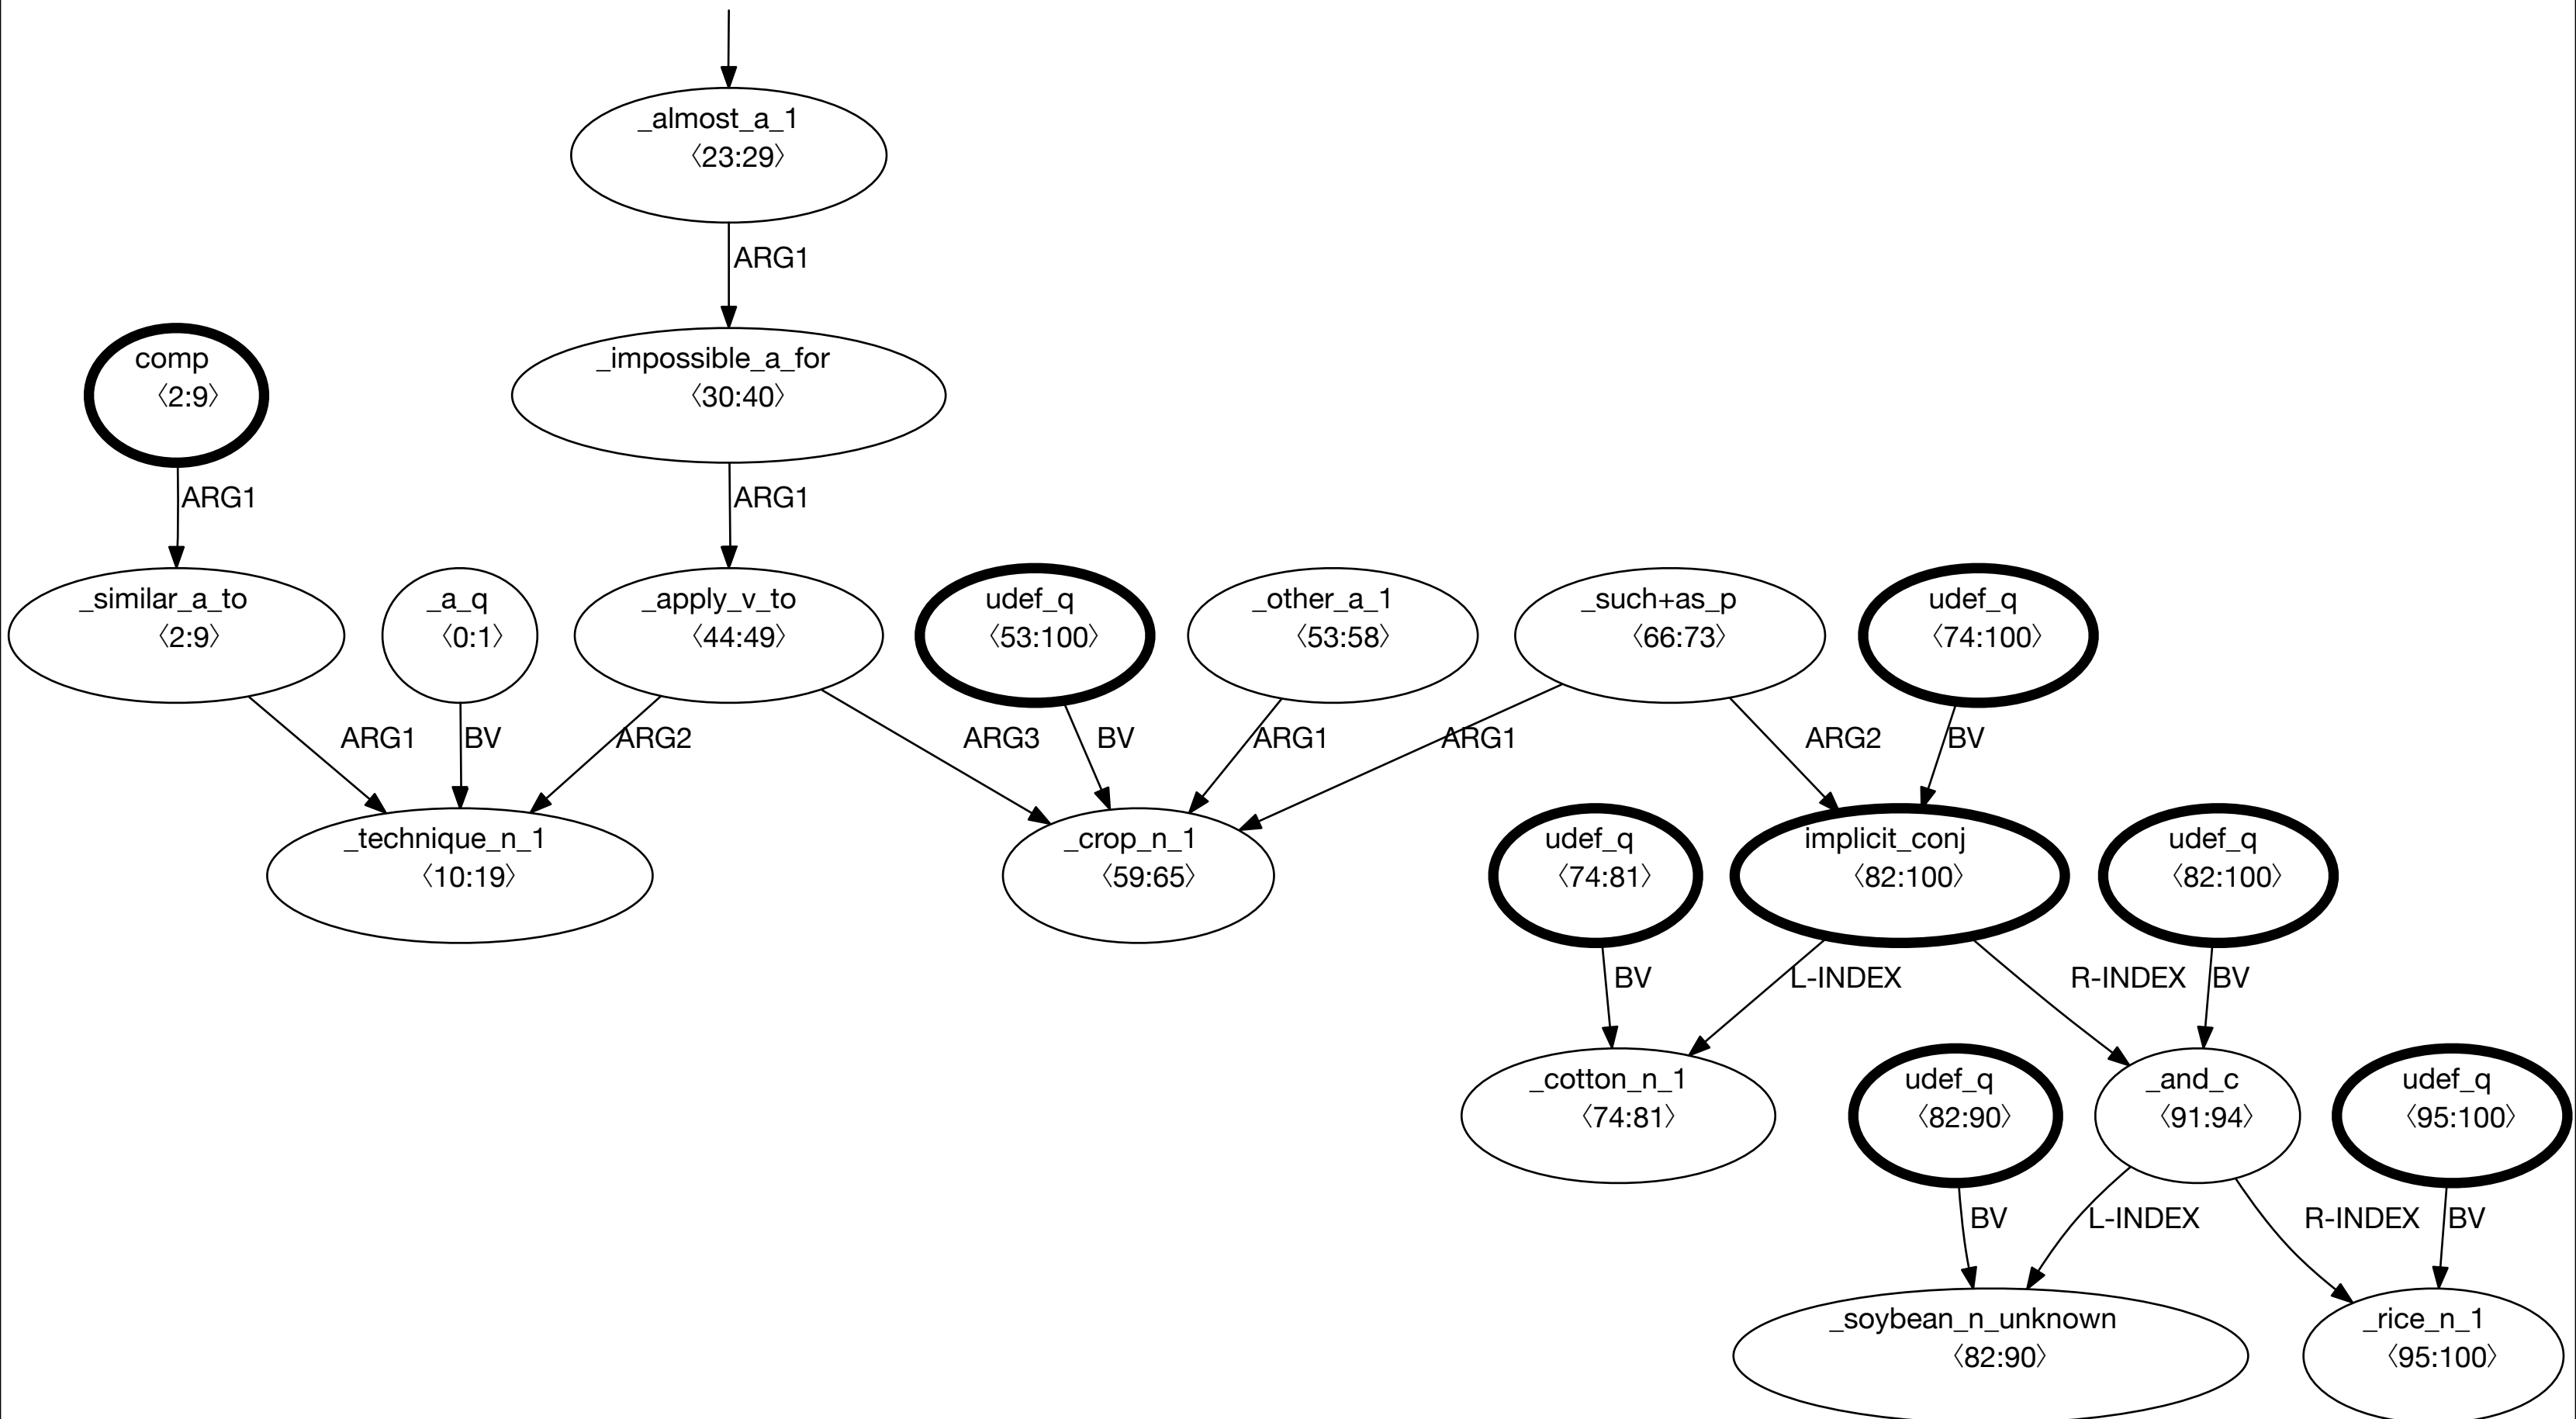 _almost_a_1
⟨23:29⟩
ARG1
comp
⟨2:9⟩
_impossible_a_for
⟨30:40⟩
ARG1
ARG1
_similar_a_to
⟨2:9⟩
_a_q
⟨0:1⟩
_apply_v_to
⟨44:49⟩
udef_q
⟨53:100⟩
_other_a_1
⟨53:58⟩
_such+as_p
⟨66:73⟩
udef_q
⟨74:100⟩
ARG1
BV
ARG2
ARG3
BV
ARG1
ARG1
ARG2
BV
_technique_n_1
⟨10:19⟩
_crop_n_1
⟨59:65⟩
udef_q
⟨74:81⟩
implicit_conj
⟨82:100⟩
udef_q
⟨82:100⟩
BV
L-INDEX
R-INDEX
BV
_cotton_n_1
⟨74:81⟩
udef_q
⟨82:90⟩
_and_c
⟨91:94⟩
udef_q
⟨95:100⟩
BV
L-INDEX
R-INDEX
BV
_soybean_n_unknown
⟨82:90⟩
_rice_n_1
⟨95:100⟩